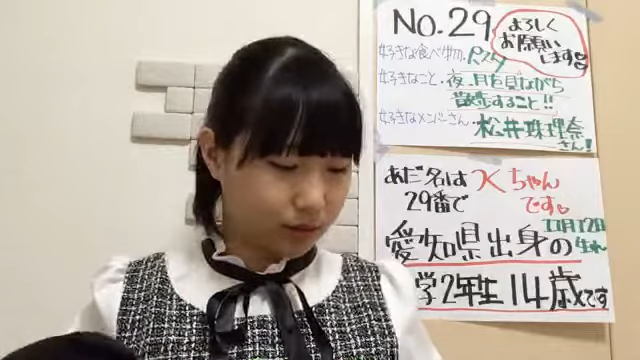 No.29
よろしく
お願い
します
好きな食べ物.パスタ
好きなこと.夜、月を見ながら
散歩すること!!
好きなメンバーさん.松井珠理奈
さん!
あだ名はKちゃん
29番で です。
11月12日
生れ
愛知県出身の
学2年生 14歳です